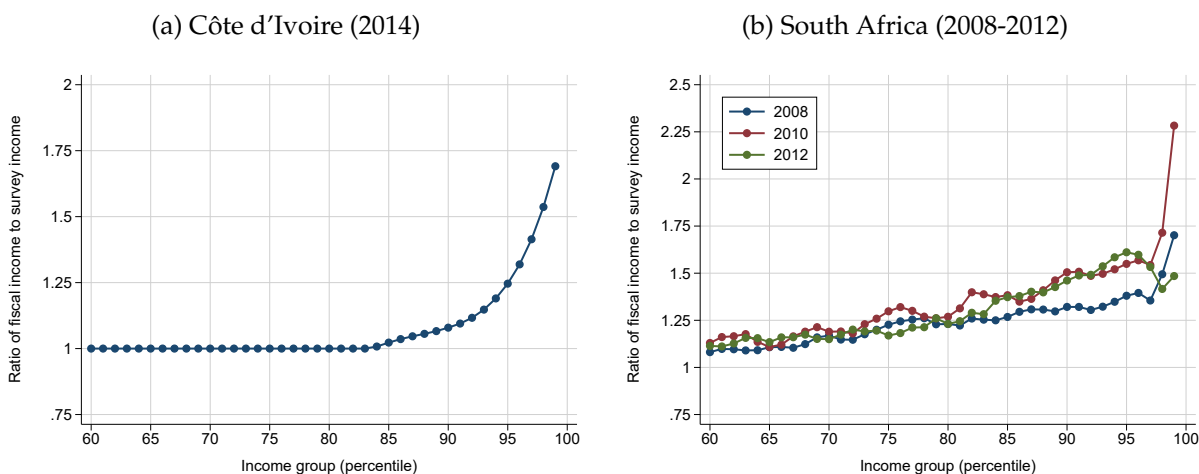 (a) Côte d'Ivoire (2014)
2
1.75
1.5
1.25
1
.75
Ratio of fiscal income to survey income
60 65 70 75 80 85 90 95 100
Income group (percentile)
(b) South Africa (2008-2012)
2.5
2.25
2
1.75
1.5
1.25
1
.75
Ratio of fiscal income to survey income
2008
2010
2012
60 65 70 75 80 85 90 95 100
Income group (percentile)